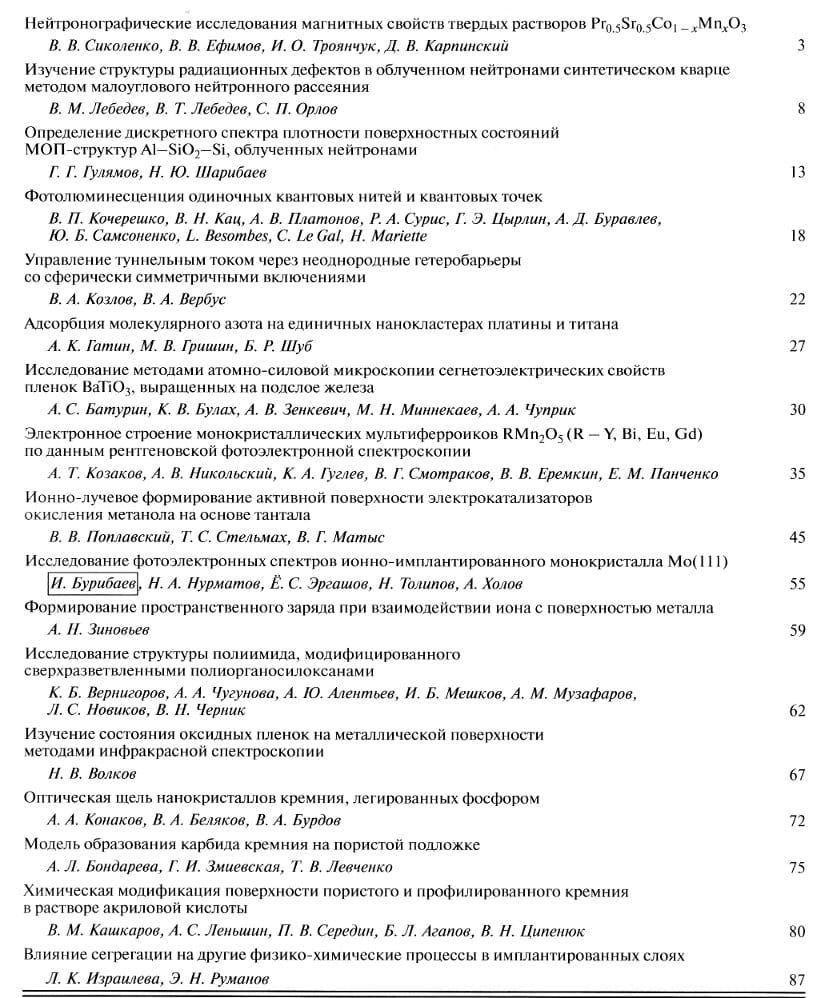 Нейтронографические исследования магнитных свойств твердых растворов Pr0.5Sr0.5Co1 – xMnxO3
В. В. Сиколенко, В. В. Ефимов, И. О. Троянчук, Д. В. Карпинский 3
Изучение структуры радиационных дефектов в облученном нейтронами синтетическом кварце
методом малоуглового нейтронного рассеяния
В. М. Лебедев, В. Т. Лебедев, С. П. Орлов 8
Определение дискретного спектра плотности поверхностных состояний
МОП-структур Al–SiO2–Si, облученных нейтронами
Г. Г. Гулямов, Н. Ю. Шарибаев 13
Фотолюминесценция одиночных квантовых нитей и квантовых точек
В. П. Кочерешко, В. Н. Кац, А. В. Платонов, Р. А. Сурис, Г. Э. Цырлин, А. Д. Буравлев,
Ю. Б. Самсоненко, L. Besombes, C. Le Gal, H. Mariette 18
Управление туннельным током через неоднородные гетеробарьеры
со сферически симметричными включениями
В. А. Козлов, В. А. Вербус 22
Адсорбция молекулярного азота на единичных нанокластерах платины и титана
А. К. Гатин, М. В. Гришин, Б. Р. Шуб 27
Исследование методами атомно-силовой микроскопии сегнетоэлектрических свойств
пленок BaTiO3, выращенных на подслое железа
А. С. Батурин, К. В. Булах, А. В. Зенкевич, М. Н. Миннекаев, А. А. Чуприк 30
Электронное строение монокристаллических мультиферроиков RMn2O5 (R – Y, Bi, Eu, Gd)
по данным рентгеновской фотоэлектронной спектроскопии
А. Т. Козаков, А. В. Никольский, К. А. Гуглев, В. Г. Смотраков, В. В. Еремкин, Е. М. Панченко 35
Ионно-лучевое формирование активной поверхности электрокатализаторов
окисления метанола на основе тантала
В. В. Поплавский, Т. С. Стельмах, В. Г. Матыс 45
Исследование фотоэлектронных спектров ионно-имплантированного монокристалла Mo(111)
И. Бурибаев, Н. А. Нурматов, Ё. С. Эргашов, Н. Толипов, А. Холов 55
Формирование пространственного заряда при взаимодействии иона с поверхностью металла
А. Н. Зиновьев 59
Исследование структуры полиимида, модифицированного
сверхразветвленными полиорганосилоксанами
К. Б. Вернигоров, А. А. Чугунова, А. Ю. Алентьев, И. Б. Мешков, А. М. Музафаров,
Л. С. Новиков, В. Н. Черник 62
Изучение состояния оксидных пленок на металлической поверхности
методами инфракрасной спектроскопии
Н. В. Волков 67
Оптическая щель нанокристаллов кремния, легированных фосфором
А. А. Конаков, В. А. Беляков, В. А. Бурдов 72
Модель образования карбида кремния на пористой подложке
А. Л. Бондарева, Г. И. Змиевская, Т. В. Левченко 75
Химическая модификация поверхности пористого и профилированного кремния
в растворе акриловой кислоты
В. М. Кашкаров, А. С. Леньшин, П. В. Середин, Б. Л. Агапов, В. Н. Ципенюк 80
Влияние сегрегации на другие физико-химические процессы в имплантированных слоях
Л. К. Израилева, Э. Н. Руманов 87